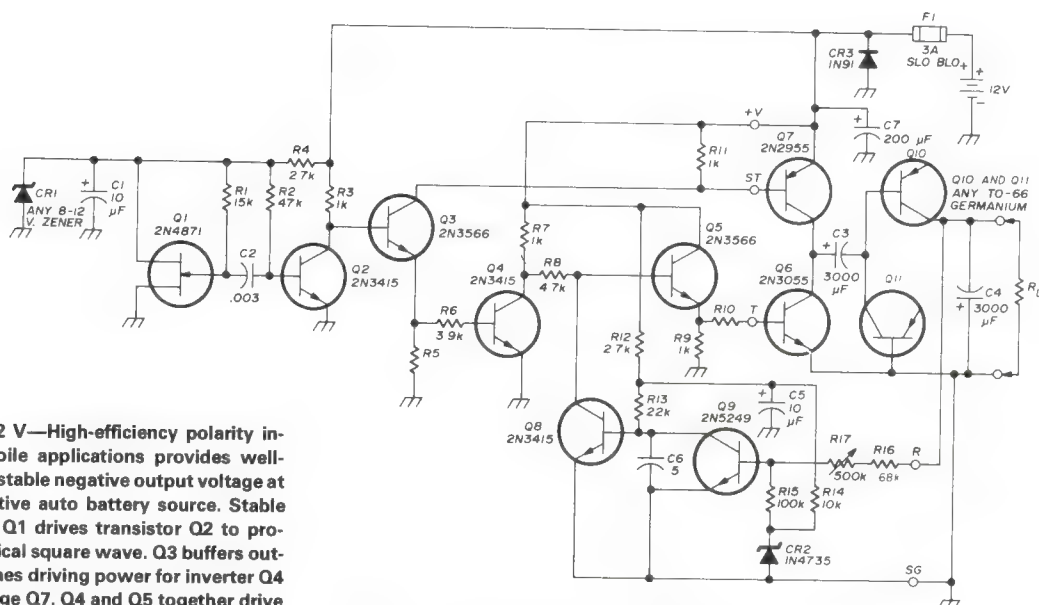 F1
3A
SLO BLO
+
+
12V
-
CR3
1N91
+V
R4
2.7k
R11
1k
Q7
2N2955
+
C7
200 µF
Q10
Q10 AND Q11
ANY TO-66
GERMANIUM
ST
CR1
ANY 8-12
V. ZENER
+
C1
10
µF
R1
15k
R2
47k
R3
1k
Q3
2N3566
Q1
2N4871
C2
.003
Q2
2N3415
R7
1k
Q5
2N3566
C3
+
3000
µF
Q4
2N3415
R8
4.7k
Q6
2N3055
Q11
C4
3000
µF
+
R6
3.9k
R10
T
R5
R12
2.7k
R9
1k
R13
22k
+
C5
10
µF
Q8
2N3415
Q9
2N5249
R17
500k
R16
68k
R
C6
5
R15
100k
R14
10k
CR2
1N4735
SG
2 V—High-efficiency polarity in-
bile applications provides well-
stable negative output voltage at
tive auto battery source. Stable
Q1 drives transistor Q2 to pro-
ical square wave. Q3 buffers out-
nes driving power for inverter Q4
ge Q7. Q4 and Q5 together drive